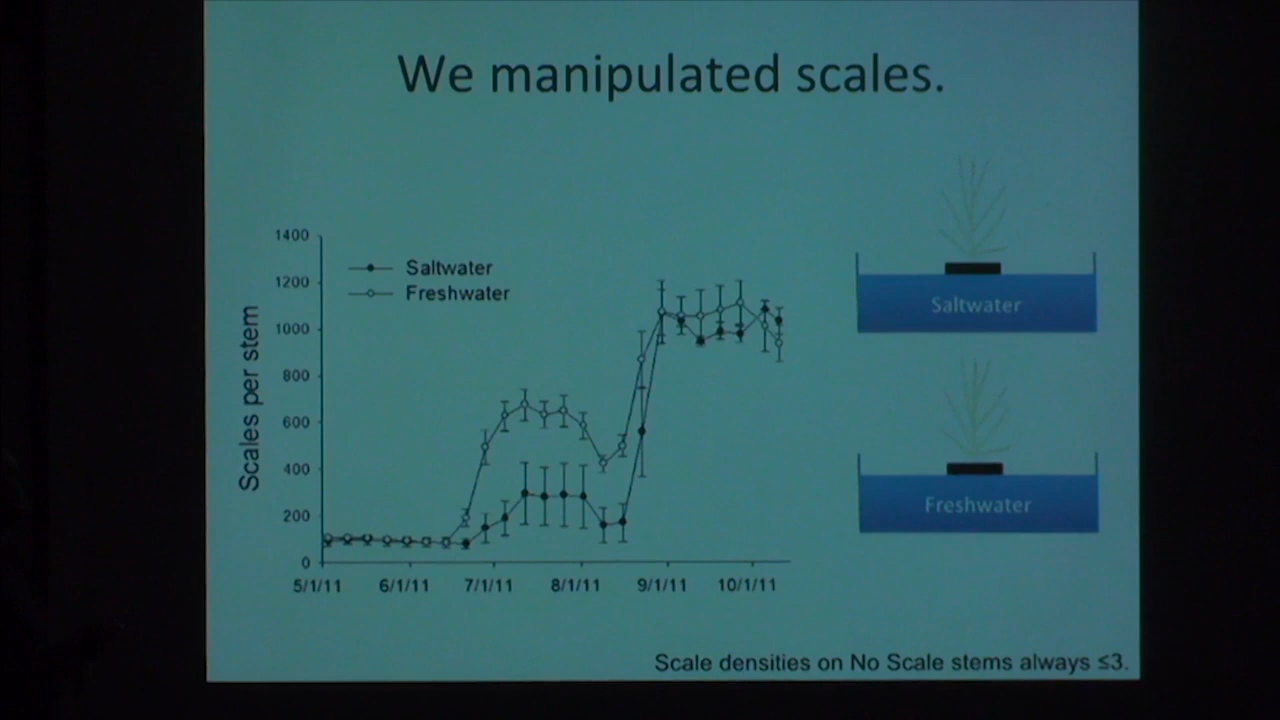 We manipulated scales.
1400
1200
1000
800
600
400
200
0
Scales per stem
Saltwater
Freshwater
5/1/11 6/1/11 7/1/11 8/1/11 9/1/11 10/1/11
Saltwater
Freshwater
Scale densities on No Scale stems always ≤3.